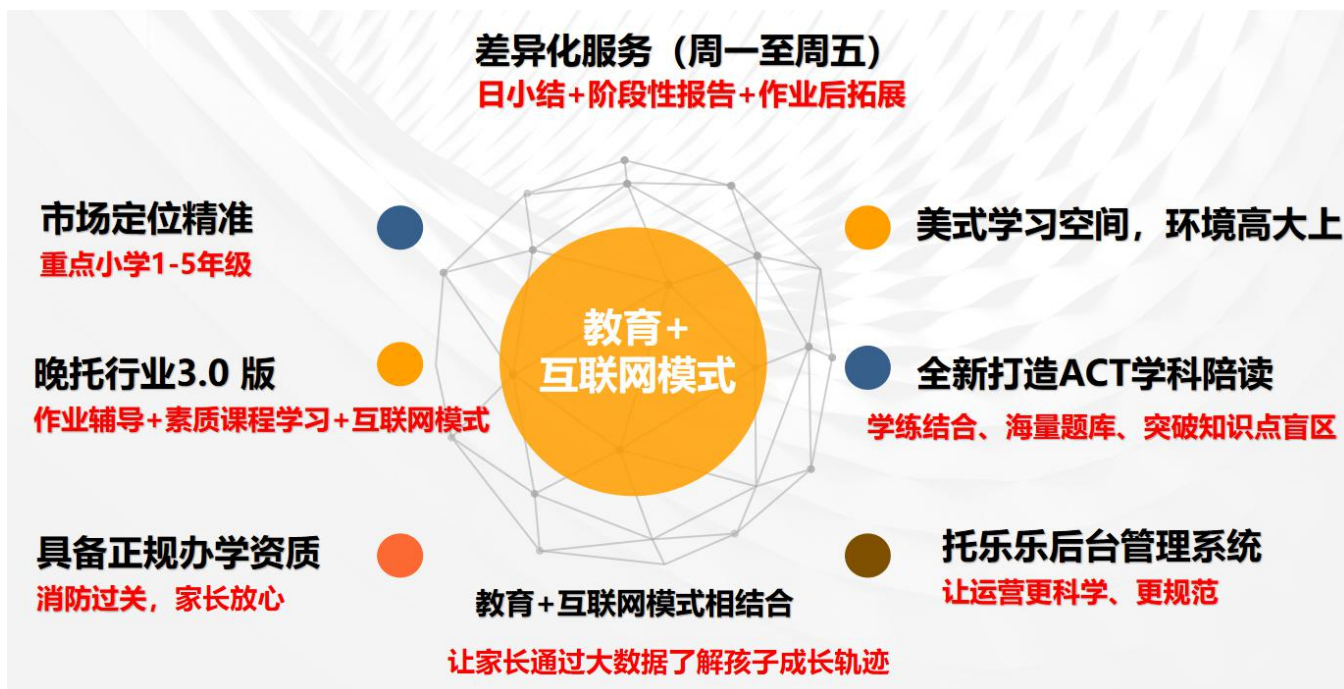 差异化服务（周一至周五）
日小结+阶段性报告+作业后拓展
市场定位精准
重点小学1-5年级
晚托行业3.0 版
作业辅导+素质课程学习+互联网模式
具备正规办学资质
消防过关，家长放心
教育+
互联网模式
美式学习空间，环境高大上
全新打造ACT学科陪读
学练结合、海量题库、突破知识点盲区
托乐乐后台管理系统
让运营更科学、更规范
教育+互联网模式相结合
让家长通过大数据了解孩子成长轨迹